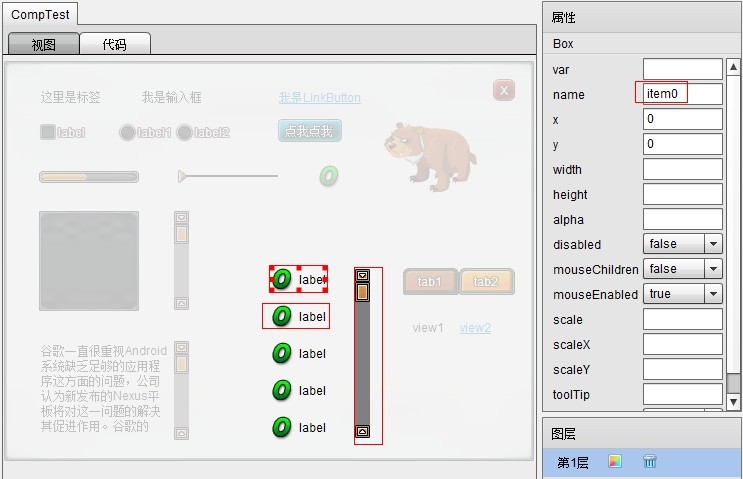 CompTest
视图 代码
这里是标签 我是输入框 我是LinkButton X
label label1 label2 点我点我
0
0 label
0 label
0 label
0 label
0 label
tab1 tab2
view1 view2
谷歌一直很重视Android
系统缺乏足够的应用程
序这方面的问题，公司
认为新发布的Nexus平
板将对这一问题的解决
其促进作用。谷歌的
属性
Box
var
name item0
x 0
y 0
width
height
alpha
disabled false
mouseChildren false
mouseEnabled true
scale
scaleX
scaleY
toolTip
图层
第1层